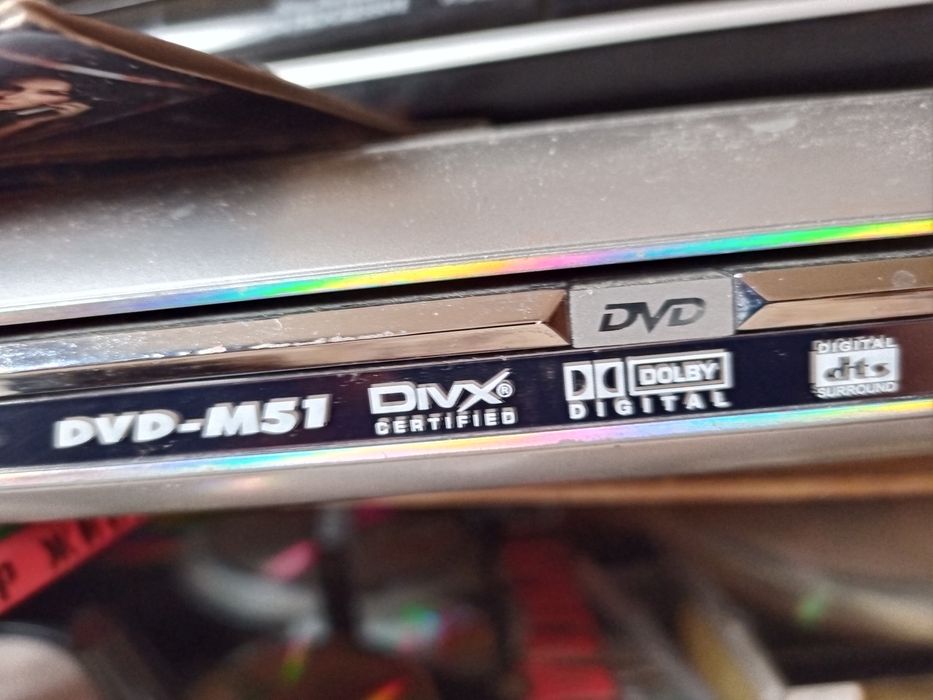 DVD
DVD-M51
DIVX®
CERTIFIED
DOLBY
DIGITAL
DIGITAL
dts
SURROUND